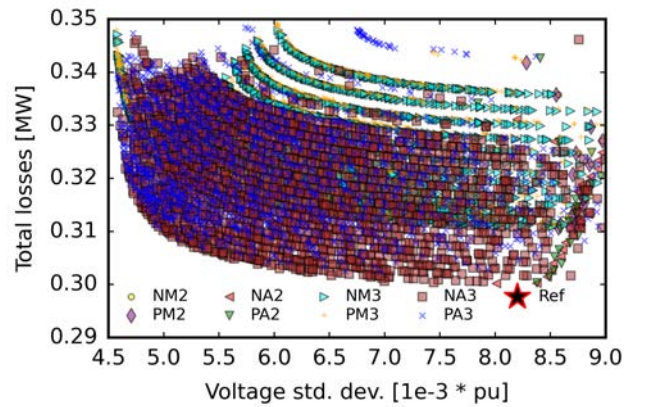 0.35
0.34
0.33
0.32
0.31
0.30
0.29
Total losses [MW]
NM2 NA2 NM3 NA3 Ref
PM2 PA2 PM3 PA3
4.5 5.0 5.5 6.0 6.5 7.0 7.5 8.0 8.5 9.0
Voltage std. dev. [1e-3 * pu]